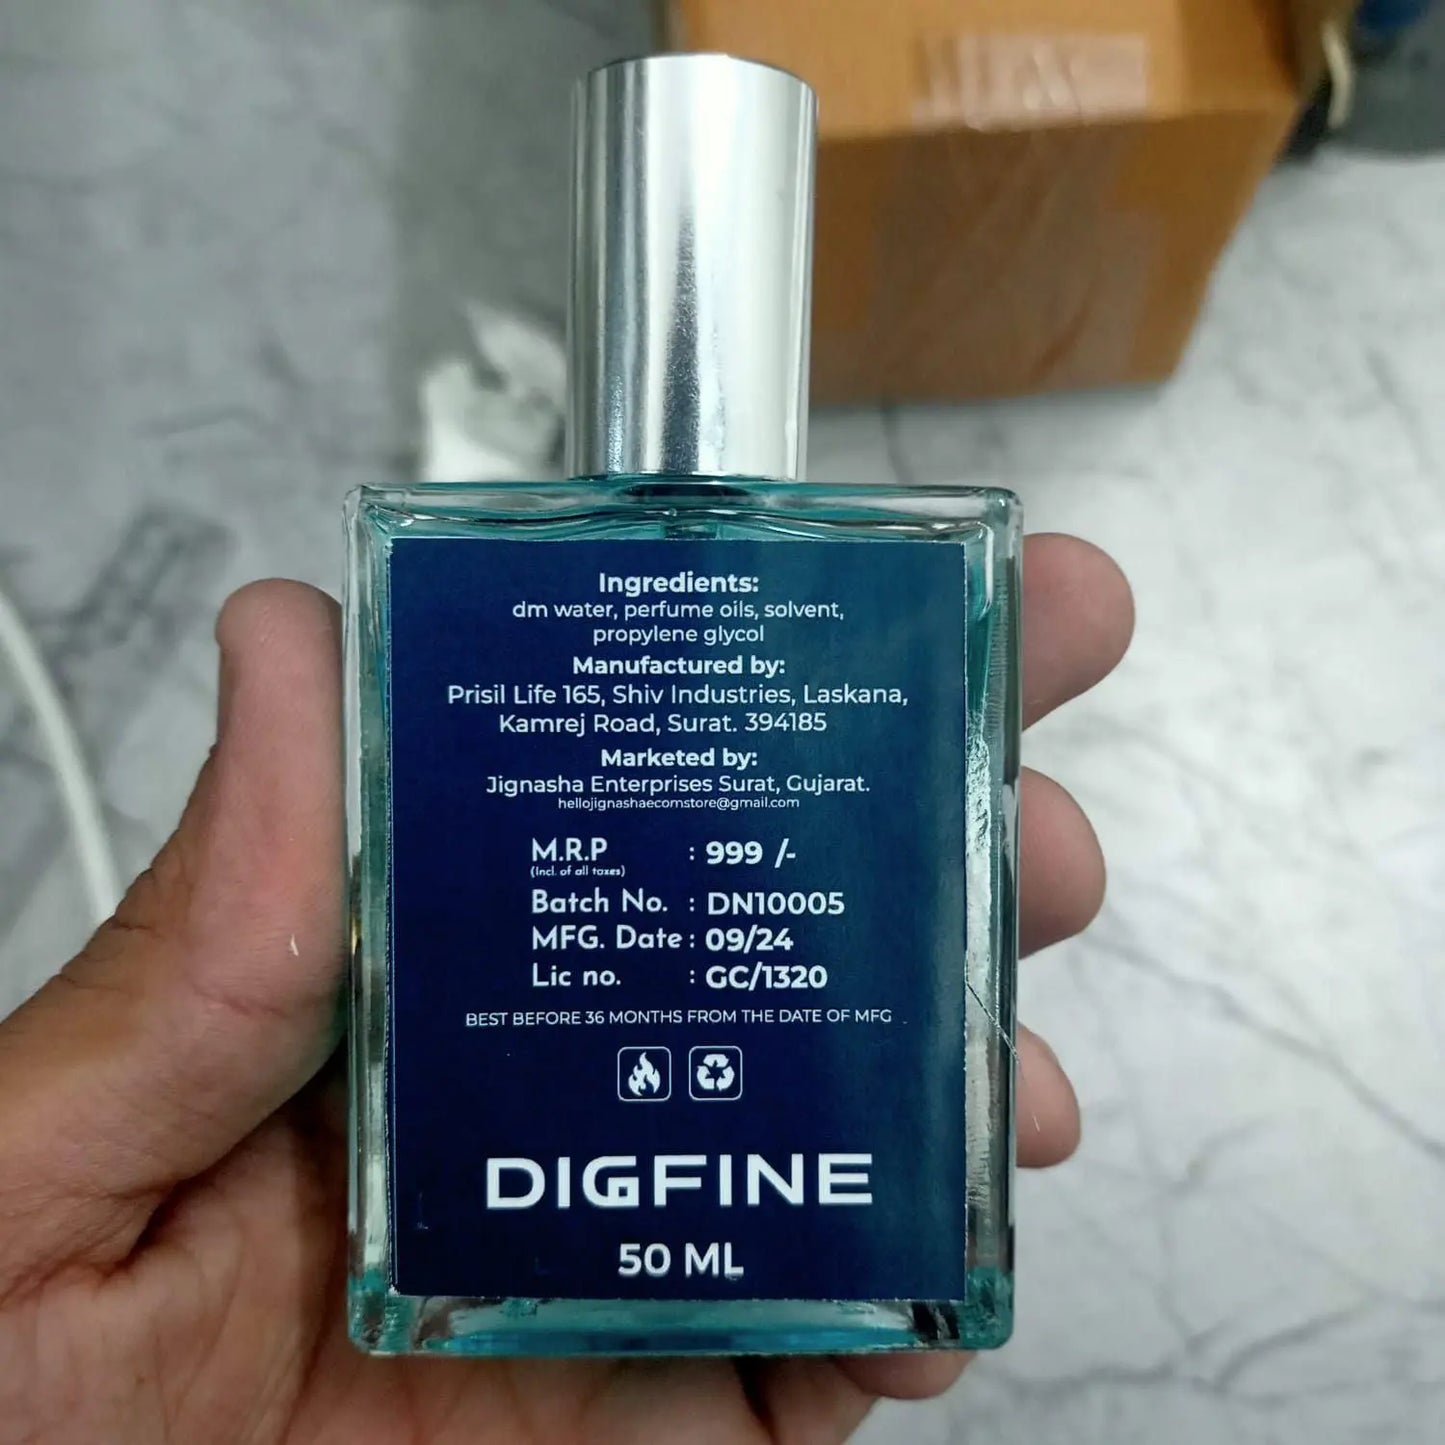 Ingredients:
dm water, perfume oils, solvent,
propylene glycol
Manufactured by:
Prisil Life 165, Shiv Industries, Laskana,
Kamrej Road, Surat. 394185
Marketed by:
Jignasha Enterprises Surat, Gujarat.
hellojignashaecomstore@gmail.com
M.R.P : 999 /-
(Incl. of all taxes)
Batch No. : DN10005
MFG. Date : 09/24
Lic no. : GC/1320
BEST BEFORE 36 MONTHS FROM THE DATE OF MFG
DIGFINE
50 ML